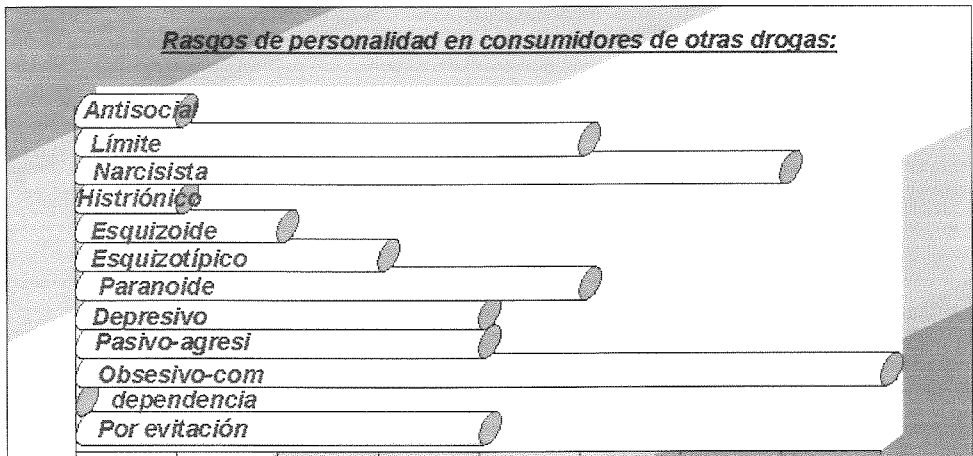 Rasgos de personalidad en consumidores de otras drogas:
Antisocial
Límite
Narcisista
Histriónico
Esquizoide
Esquizotípico
Paranoide
Depresivo
Pasivo-agresi
Obsesivo-com
dependencia
Por evitación